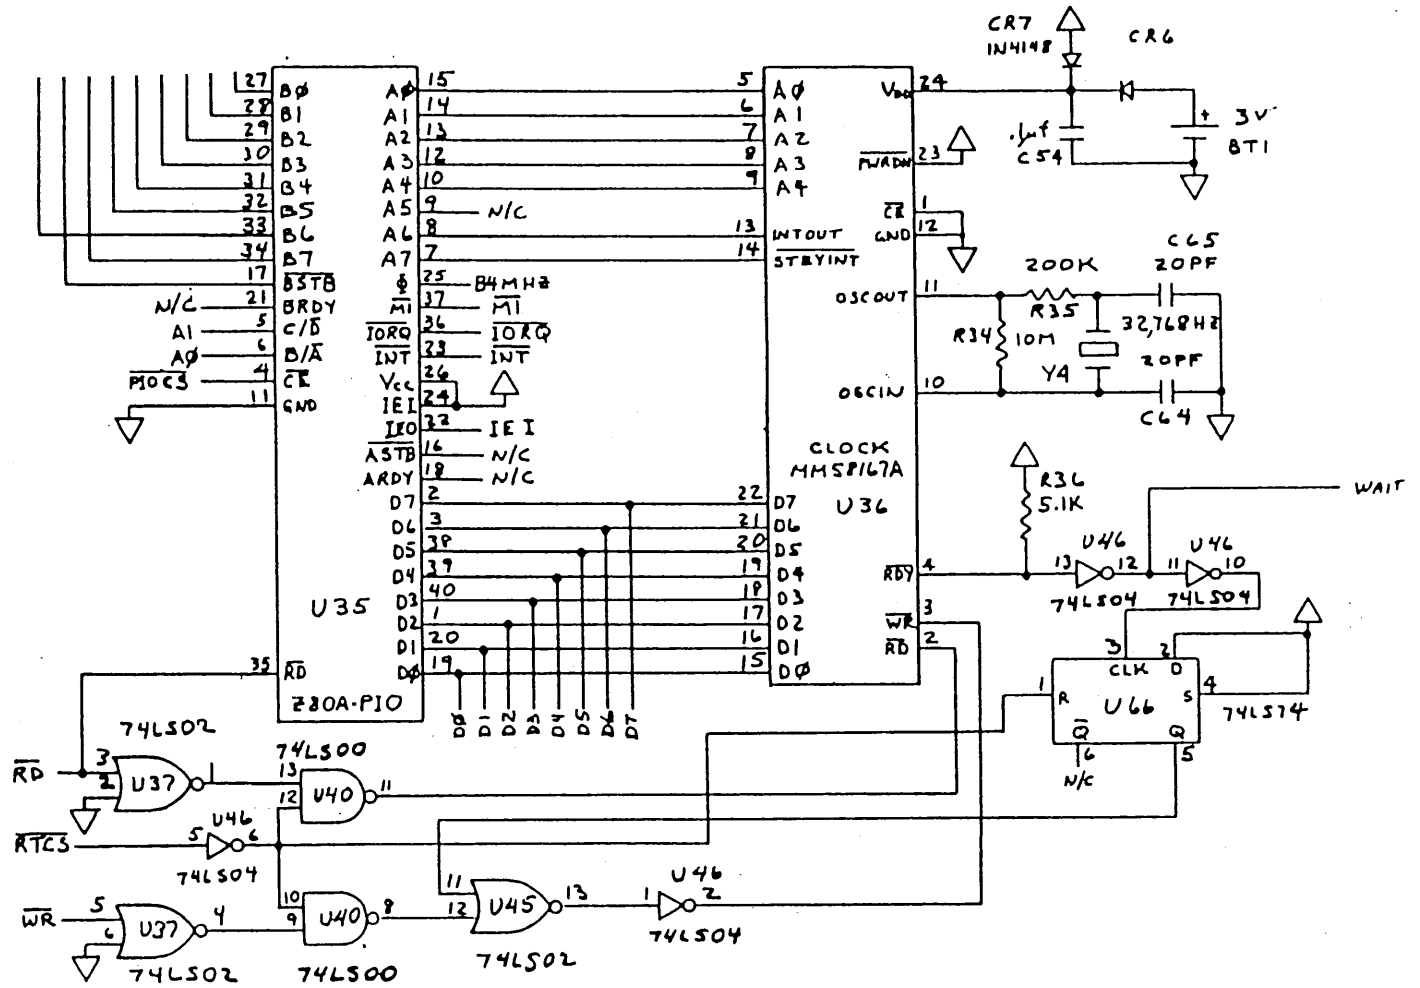 CR7
1N4148
CR6
27 BØ AØ 15 5 AØ VDD 24
28 B1 A1 14 6 A1
29 B2 A2 13 7 A2
30 B3 A3 12 8 A3 PWRDN 23
31 B4 A4 10 9 A4
32 B5 A5 9 N/C CE 1
33 B6 A6 8 13 INTOUT GND 12
34 B7 A7 7 14 STBYINT
.1µf
C54
+ 3V
BT1
17 BSTB Φ 25 B4MHZ
N/C 21 BRDY M1 37 M1
A1 5 C/D IORQ 36 IORQ
AØ 6 B/A INT 23 INT
PIOCS 4 CE Vcc 26
11 GND IEI 24
IEO 22 IEI
ASTB 16 N/C
ARDY 18 N/C
OSCOUT 11
200K
R35
C65
20PF
R34 10M
32,768HZ
Y4
20PF
C64
OSCIN 10
CLOCK
MM58167A
U36
D7 2 22 D7
D6 3 21 D6
D5 38 20 D5
D4 39 19 D4
D3 40 18 D3
D2 1 17 D2
D1 20 16 D1
DØ 19 15 DØ
U35
35 RD
Z80A-PIO
DØ D1 D2 D3 D4 D5 D6 D7
R36
5.1K
WAIT
RDY 4
13 U46 12
74LS04
11 U46 10
74LS04
WR 3
RD 2
3 CLK 2 D
1 R U66 S 4
74LS74
Q Q
6 5
N/C
74LS02
RD 3
2 U37 1
74LS00
13
12 U40 11
RTCS 5 U46 6
74LS04
WR 5
6 U37 4
74LS02
10
9 U40 8
74LS00
11
12 U45 13
74LS02
1 U46 2
74LS04